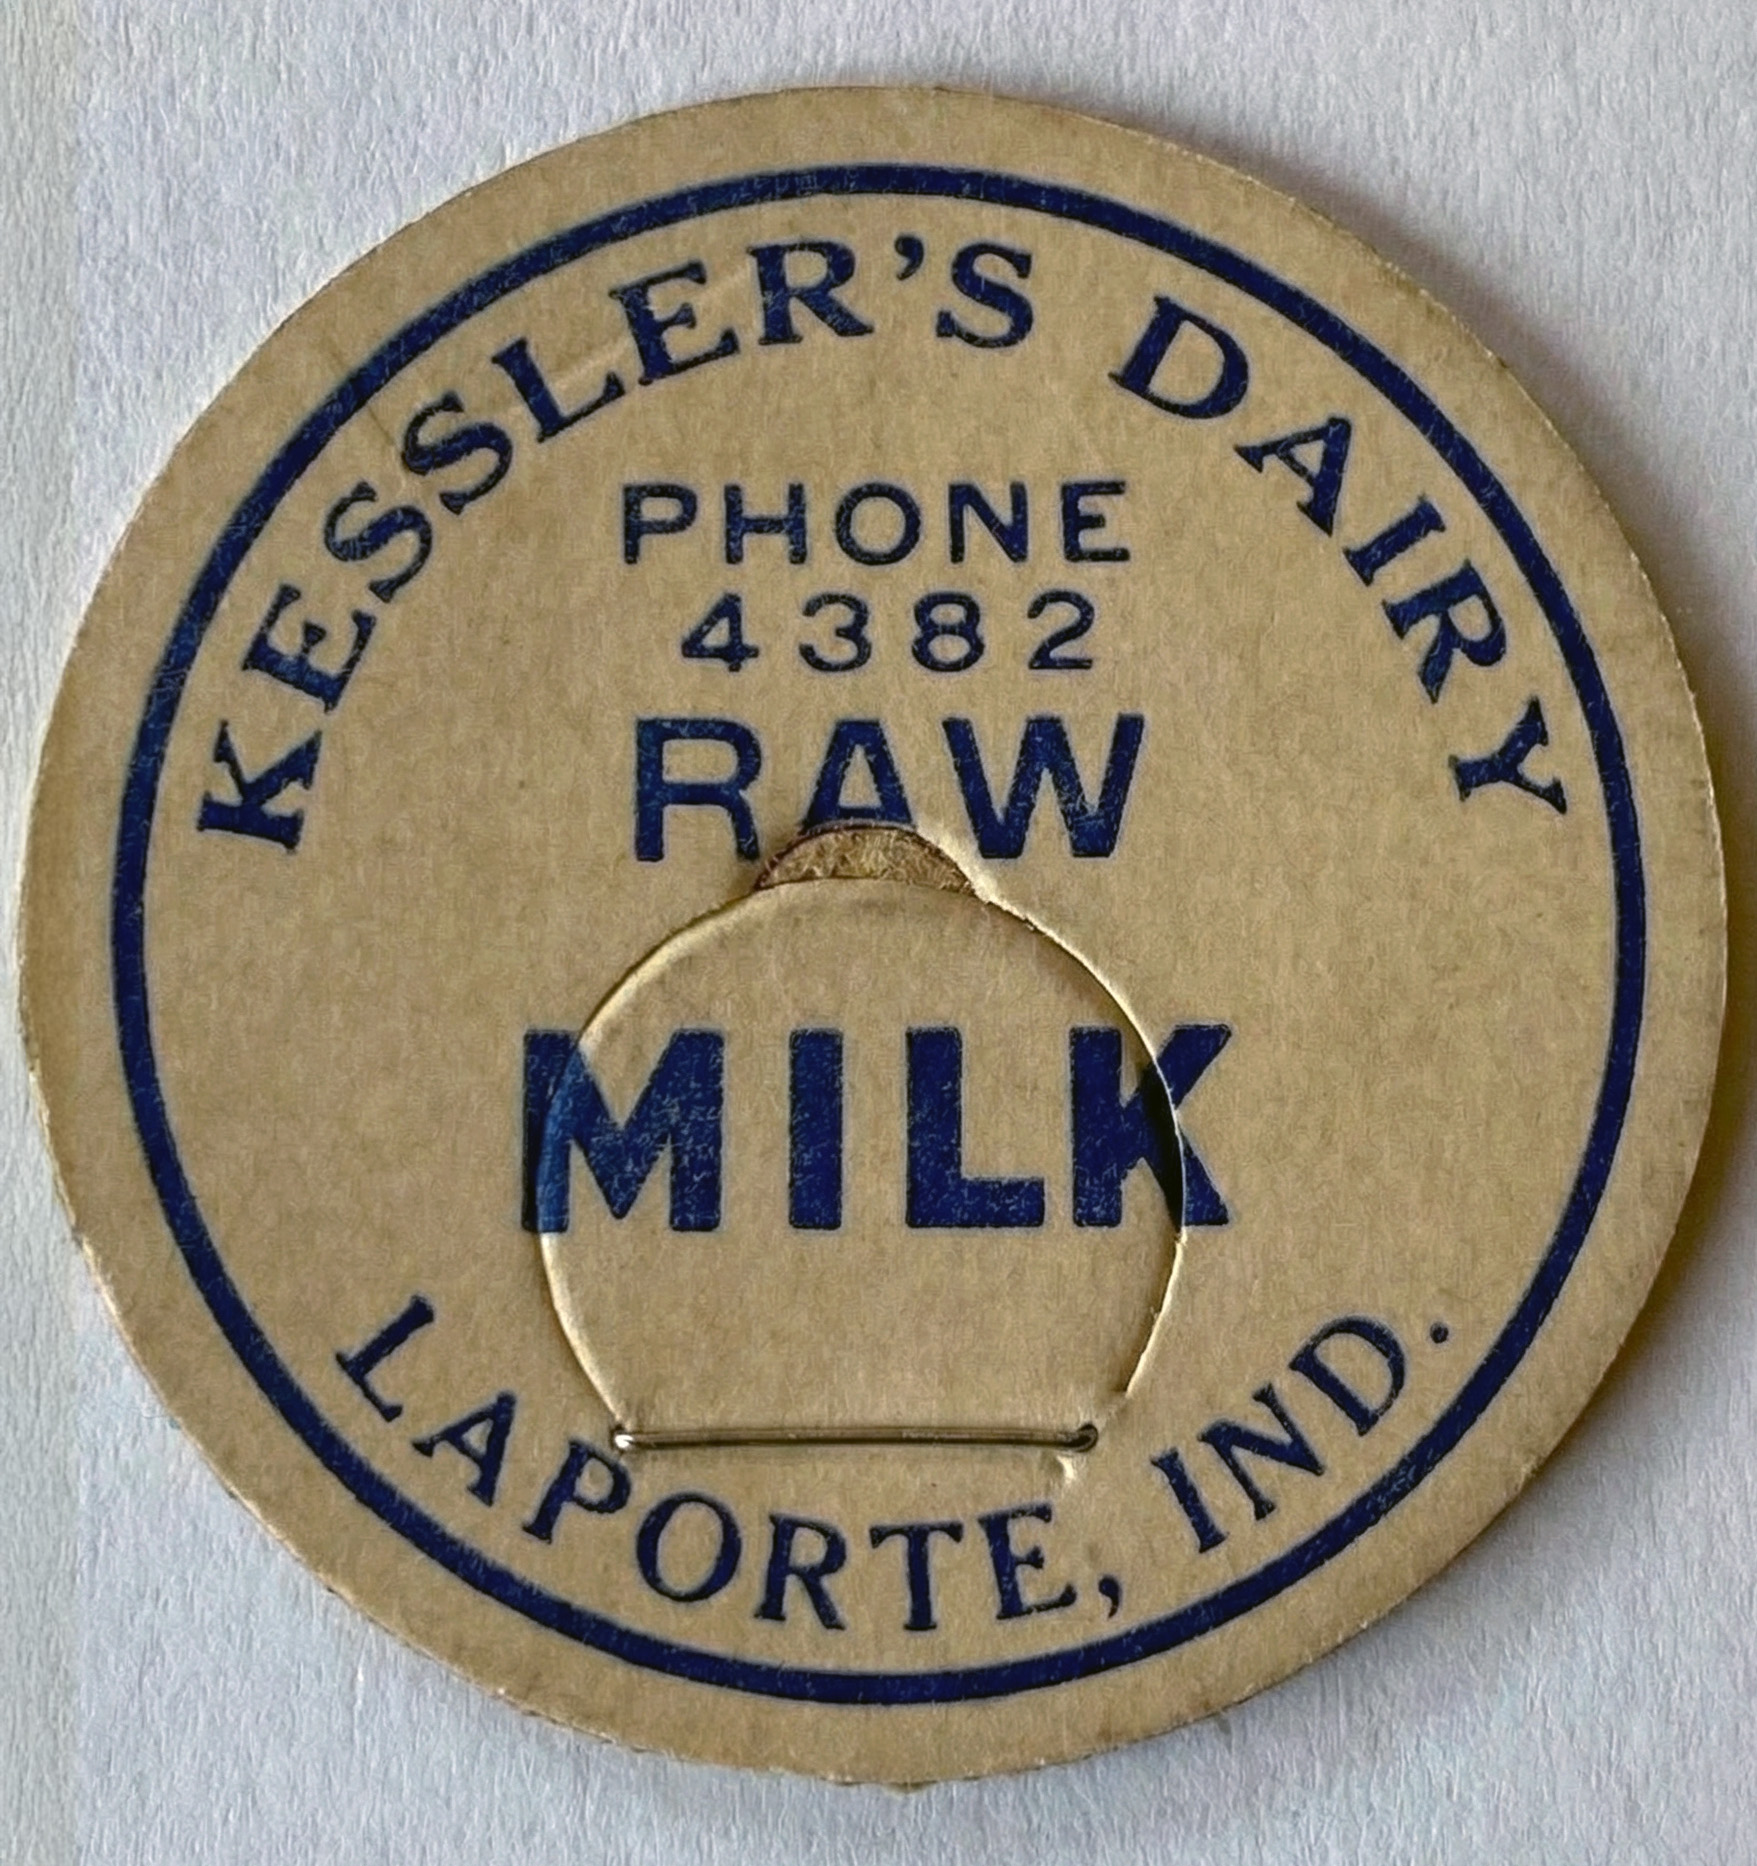 KESSLER'S DAIRY
PHONE
4382
RAW
MILK
LAPORTE, IND.